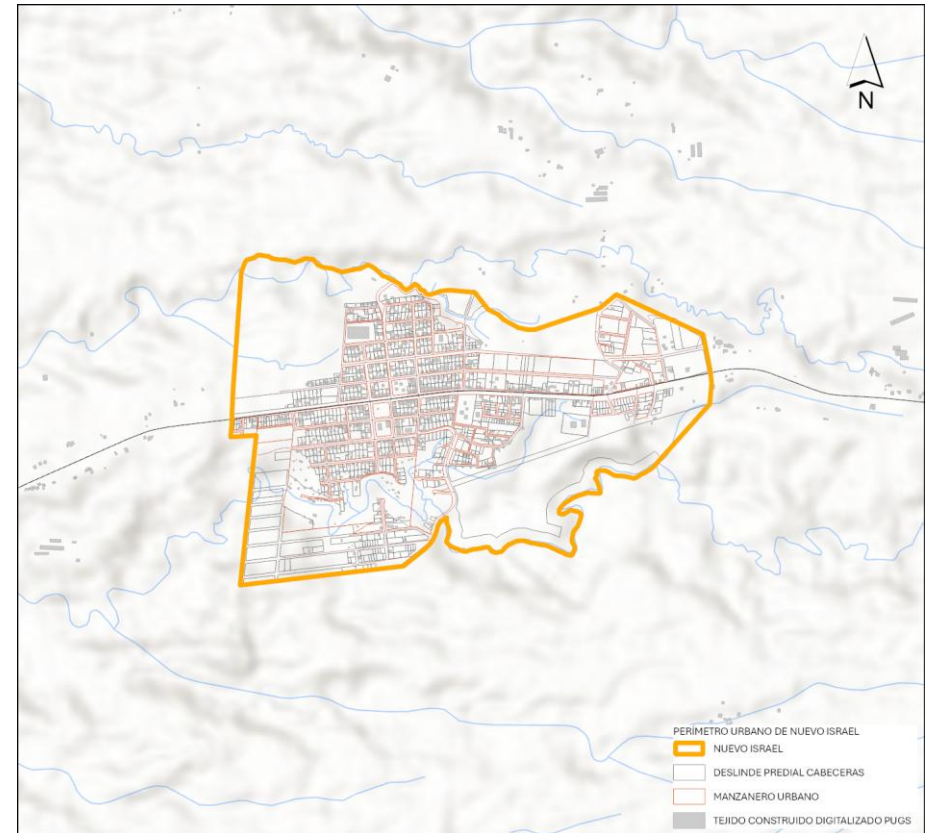 N
PERÍMETRO URBANO DE NUEVO ISRAEL
NUEVO ISRAEL
DESLINDE PREDIAL CABECERAS
MANZANERO URBANO
TEJIDO CONSTRUIDO DIGITALIZADO PUGS